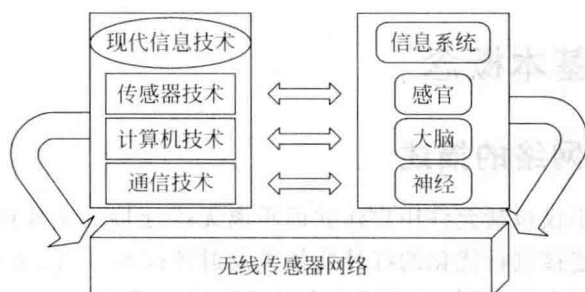 现代信息技术
信息系统
传感器技术
感官
计算机技术
大脑
通信技术
神经
无线传感器网络